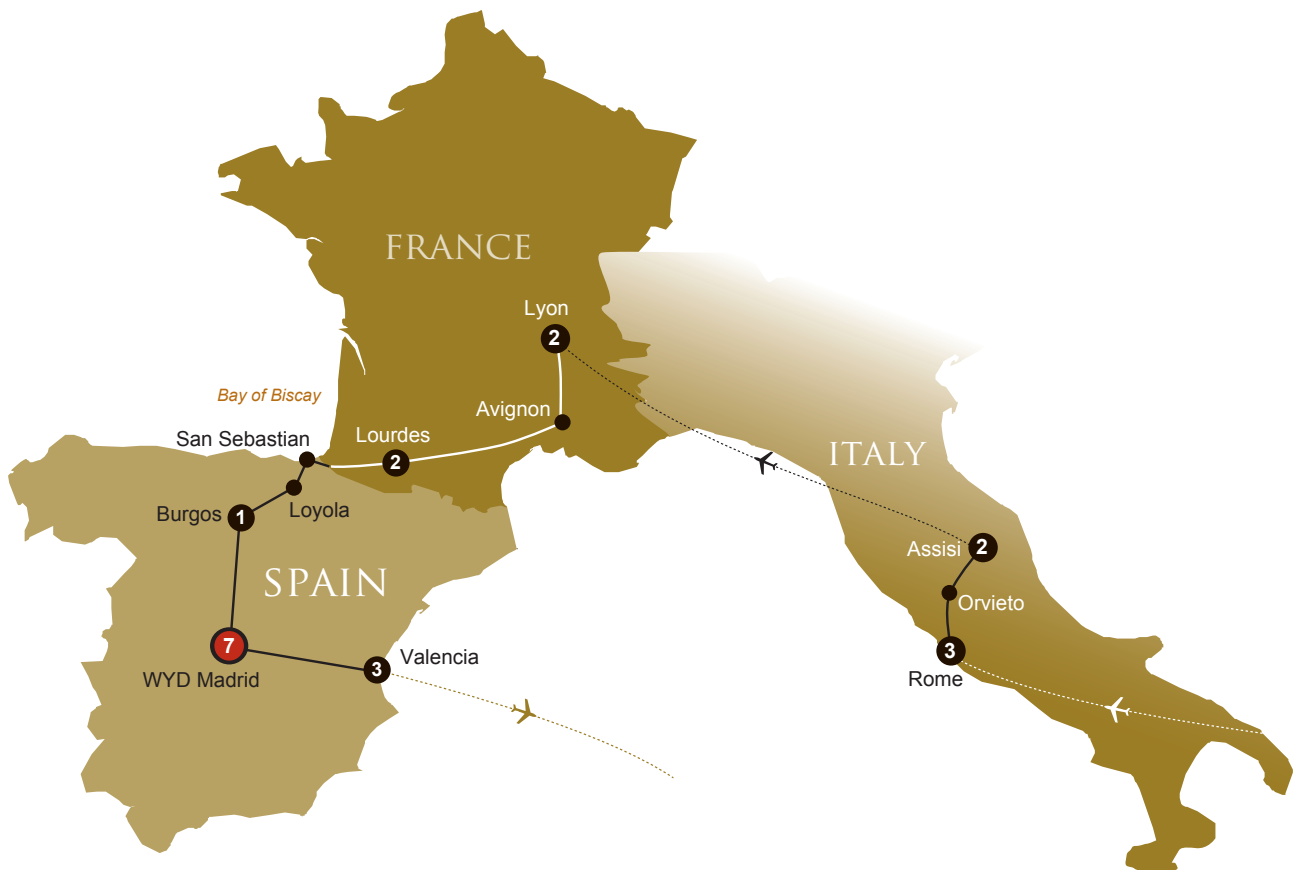 FRANCE
Lyon
2
Bay of Biscay
Avignon
San Sebastian
Lourdes
2
ITALY
Loyola
Burgos
1
Assisi
2
SPAIN
Orvieto
7
3
Valencia
3
WYD Madrid
Rome